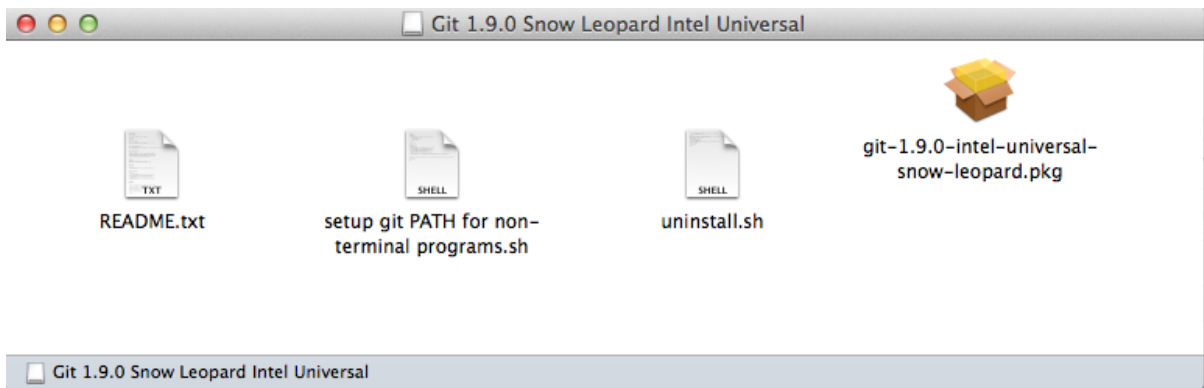 Git 1.9.0 Snow Leopard Intel Universal
TXT
README.txt
SHELL
setup git PATH for non-
terminal programs.sh
SHELL
uninstall.sh
git-1.9.0-intel-universal-
snow-leopard.pkg
Git 1.9.0 Snow Leopard Intel Universal